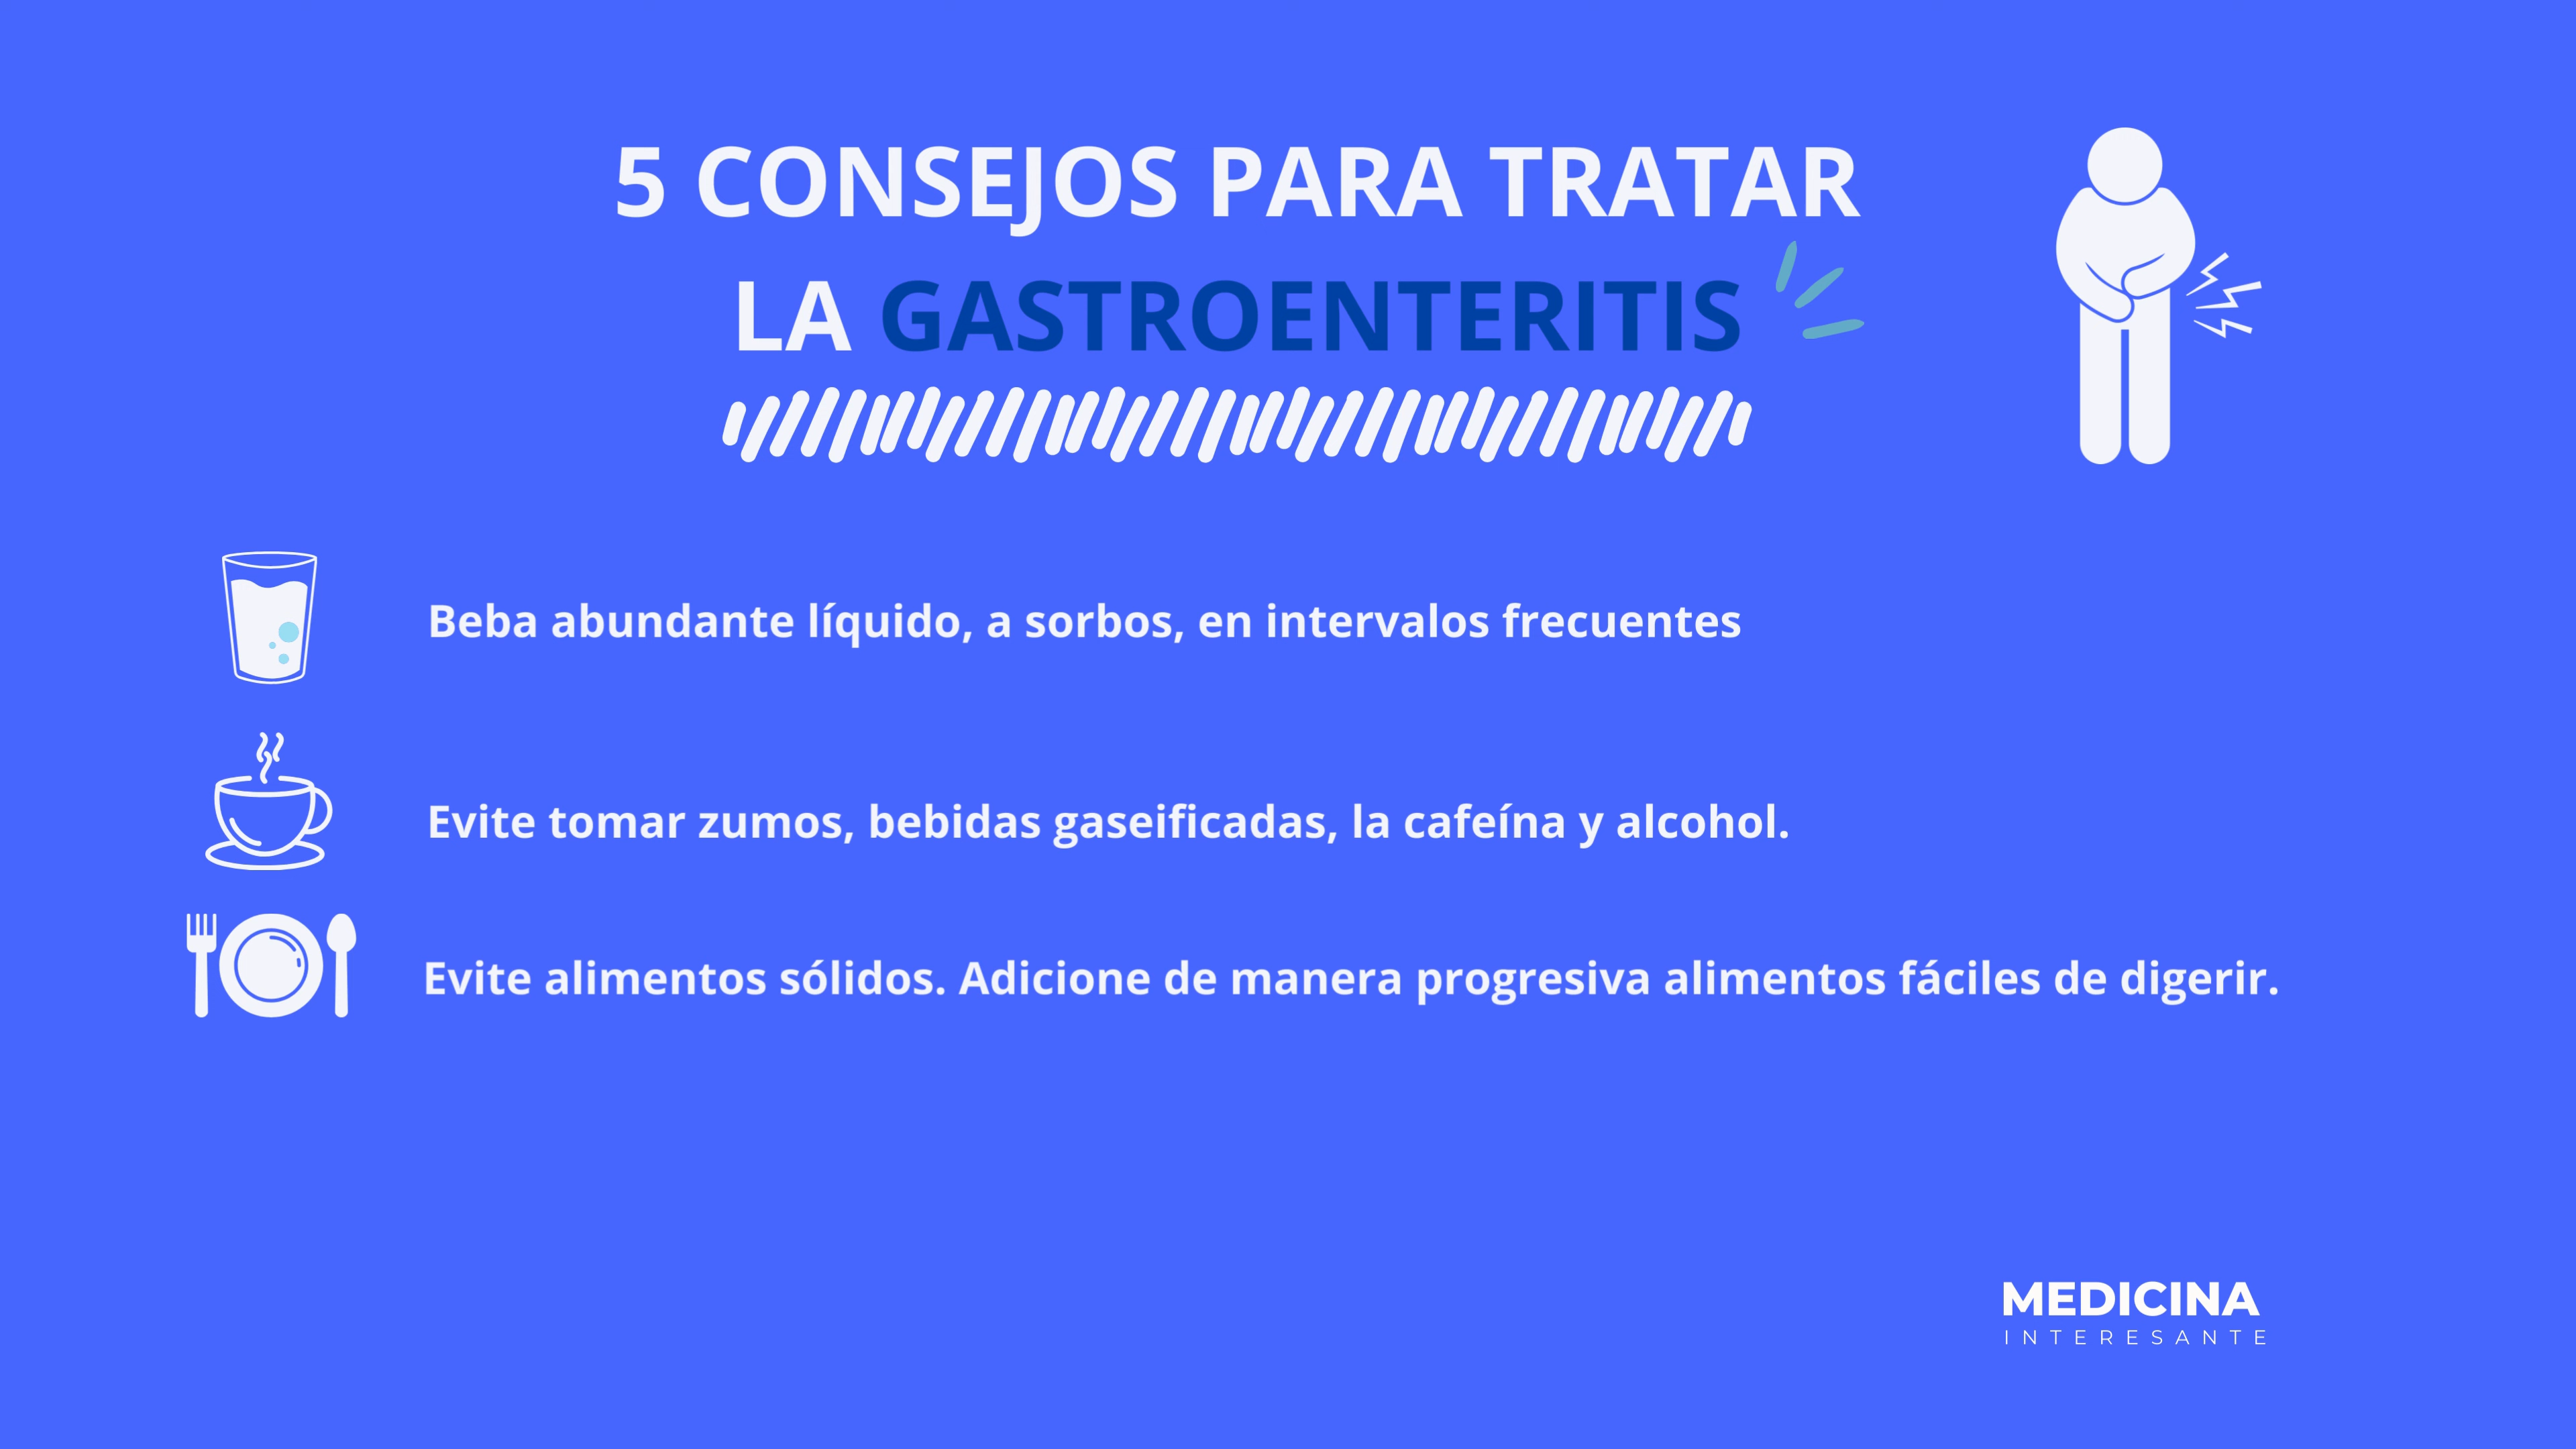 5 CONSEJOS PARA TRATAR
LA GASTROENTERITIS
Beba abundante líquido, a sorbos, en intervalos frecuentes
Evite tomar zumos, bebidas gaseificadas, la cafeína y alcohol.
Evite alimentos sólidos. Adicione de manera progresiva alimentos fáciles de digerir.
MEDICINA
INTERESANTE